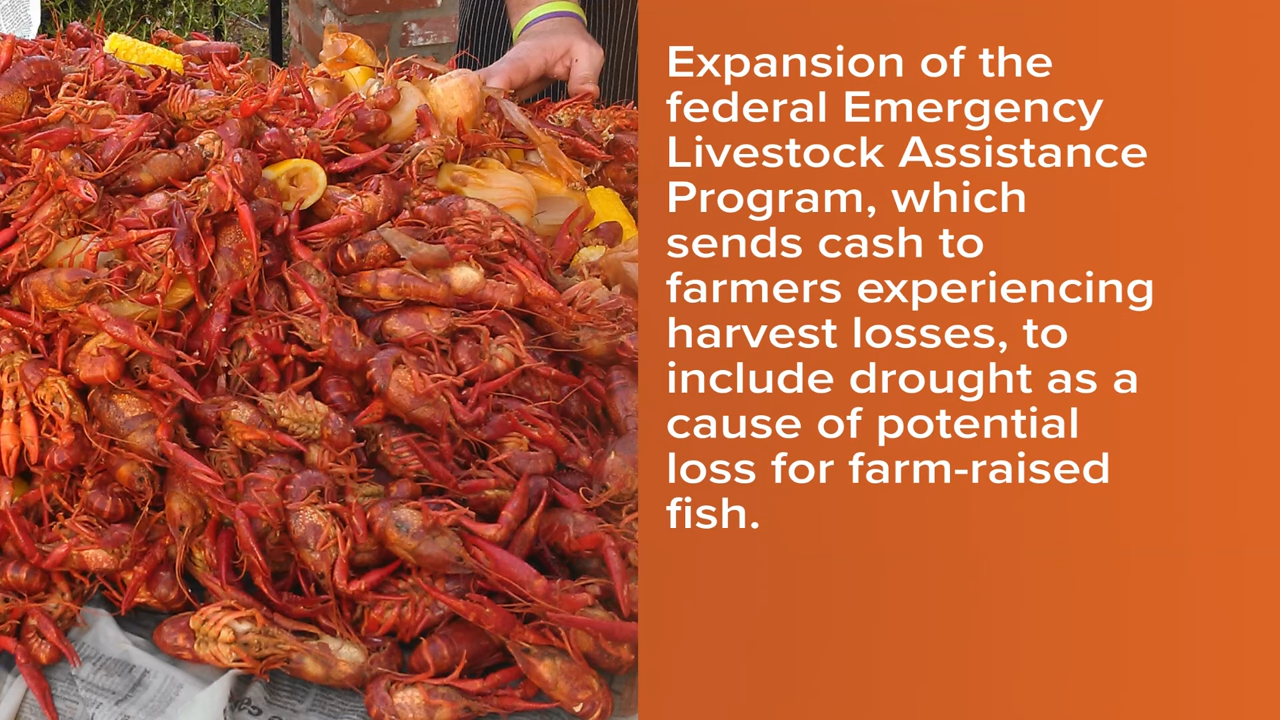 Expansion of the
federal Emergency
Livestock Assistance
Program, which
sends cash to
farmers experiencing
harvest losses, to
include drought as a
cause of potential
loss for farm-raised
fish.